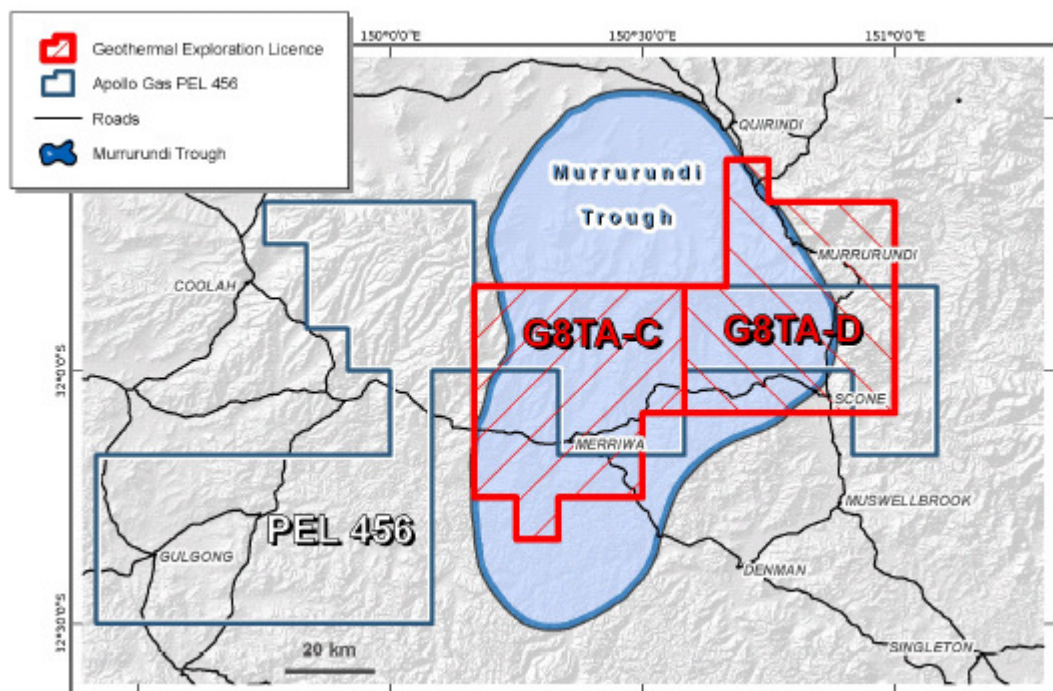 Geothermal Exploration Licence
Apollo Gas PEL 456
Roads
Murrurundi Trough
150°0'0"E
150°30'0"E
151°0'0"E
QUIRINDI
Murrurundi
Trough
MURRURUNDI
COOLAH
G8TA-C
G8TA-D
32°0'0"S
SCONE
MERRIWA
MUSWELLBROOK
PEL 456
GULGONG
DENMAN
32°30'0"S
20 km
SINGLETON